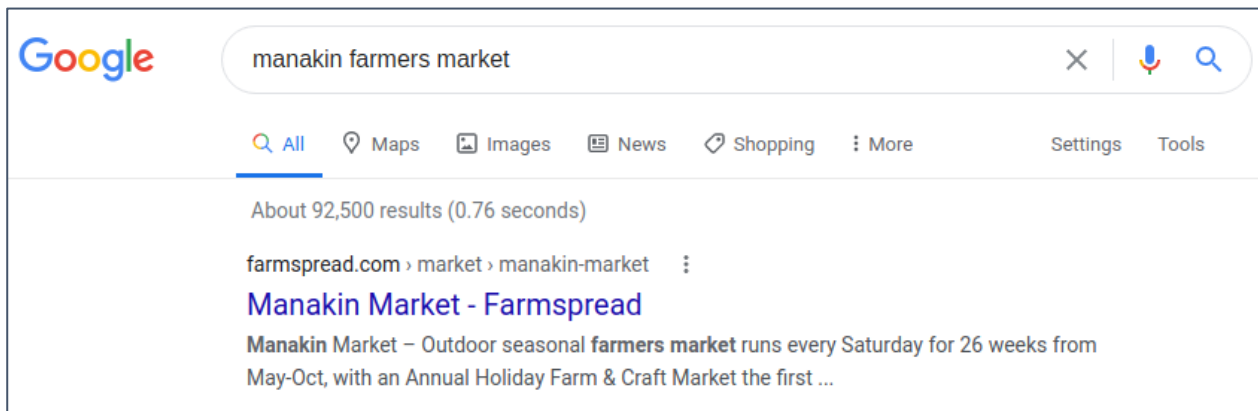 Google
manakin farmers market
All Maps Images News Shopping More Settings Tools
About 92,500 results (0.76 seconds)
farmspread.com › market › manakin-market
Manakin Market - Farmspread
Manakin Market – Outdoor seasonal farmers market runs every Saturday for 26 weeks from
May-Oct, with an Annual Holiday Farm & Craft Market the first ...